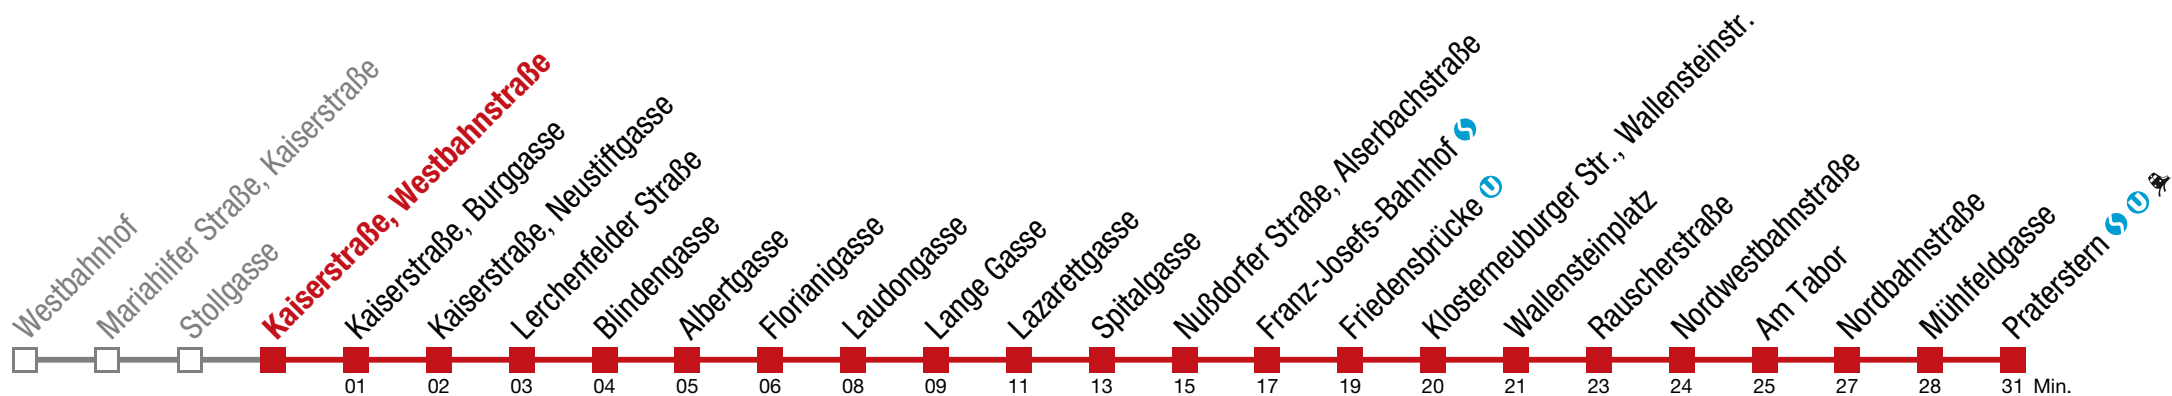 Westbahnhof
Mariahilfer Straße, Kaiserstraße
Stollgasse
Kaiserstraße, Westbahnstraße
Kaiserstraße, Burggasse
Kaiserstraße, Neustiftgasse
Lerchenfelder Straße
Blindengasse
Albertgasse
Florianigasse
Laudongasse
Lange Gasse
Lazarettgasse
Spitalgasse
Nußdorfer Straße, Alserbachstraße
Franz-Josefs-Bahnhof
Friedensbrücke U
Klosterneuburger Str., Wallensteinstr.
Wallensteinplatz
Rauscherstraße
Nordwestbahnstraße
Am Tabor
Nordbahnstraße
Mühlfeldgasse
Praterstern S U
01 02 03 04 05 06 08 09 11 13 15 17 19 20 21 23 24 25 27 28 31 Min.